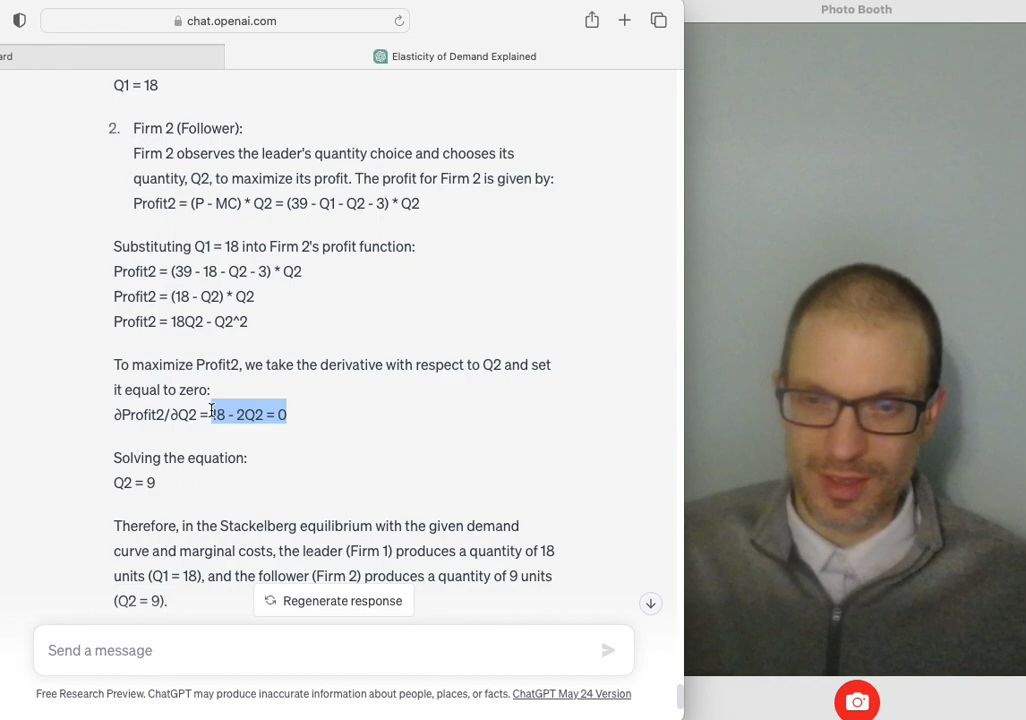 Photo Booth
chat.openai.com
ard
Elasticity of Demand Explained
Q1 = 18
2. Firm 2 (Follower):
Firm 2 observes the leader's quantity choice and chooses its
quantity, Q2, to maximize its profit. The profit for Firm 2 is given by:
Profit2 = (P - MC) * Q2 = (39 - Q1 - Q2 - 3) * Q2
Substituting Q1 = 18 into Firm 2's profit function:
Profit2 = (39 - 18 - Q2 - 3) * Q2
Profit2 = (18 - Q2) * Q2
Profit2 = 18Q2 - Q2^2
To maximize Profit2, we take the derivative with respect to Q2 and set
it equal to zero:
∂Profit2/∂Q2 = 18 - 2Q2 = 0
Solving the equation:
Q2 = 9
Therefore, in the Stackelberg equilibrium with the given demand
curve and marginal costs, the leader (Firm 1) produces a quantity of 18
units (Q1 = 18), and the follower (Firm 2) produces a quantity of 9 units
(Q2 = 9).
Regenerate response
Send a message
Free Research Preview. ChatGPT may produce inaccurate information about people, places, or facts. ChatGPT May 24 Version